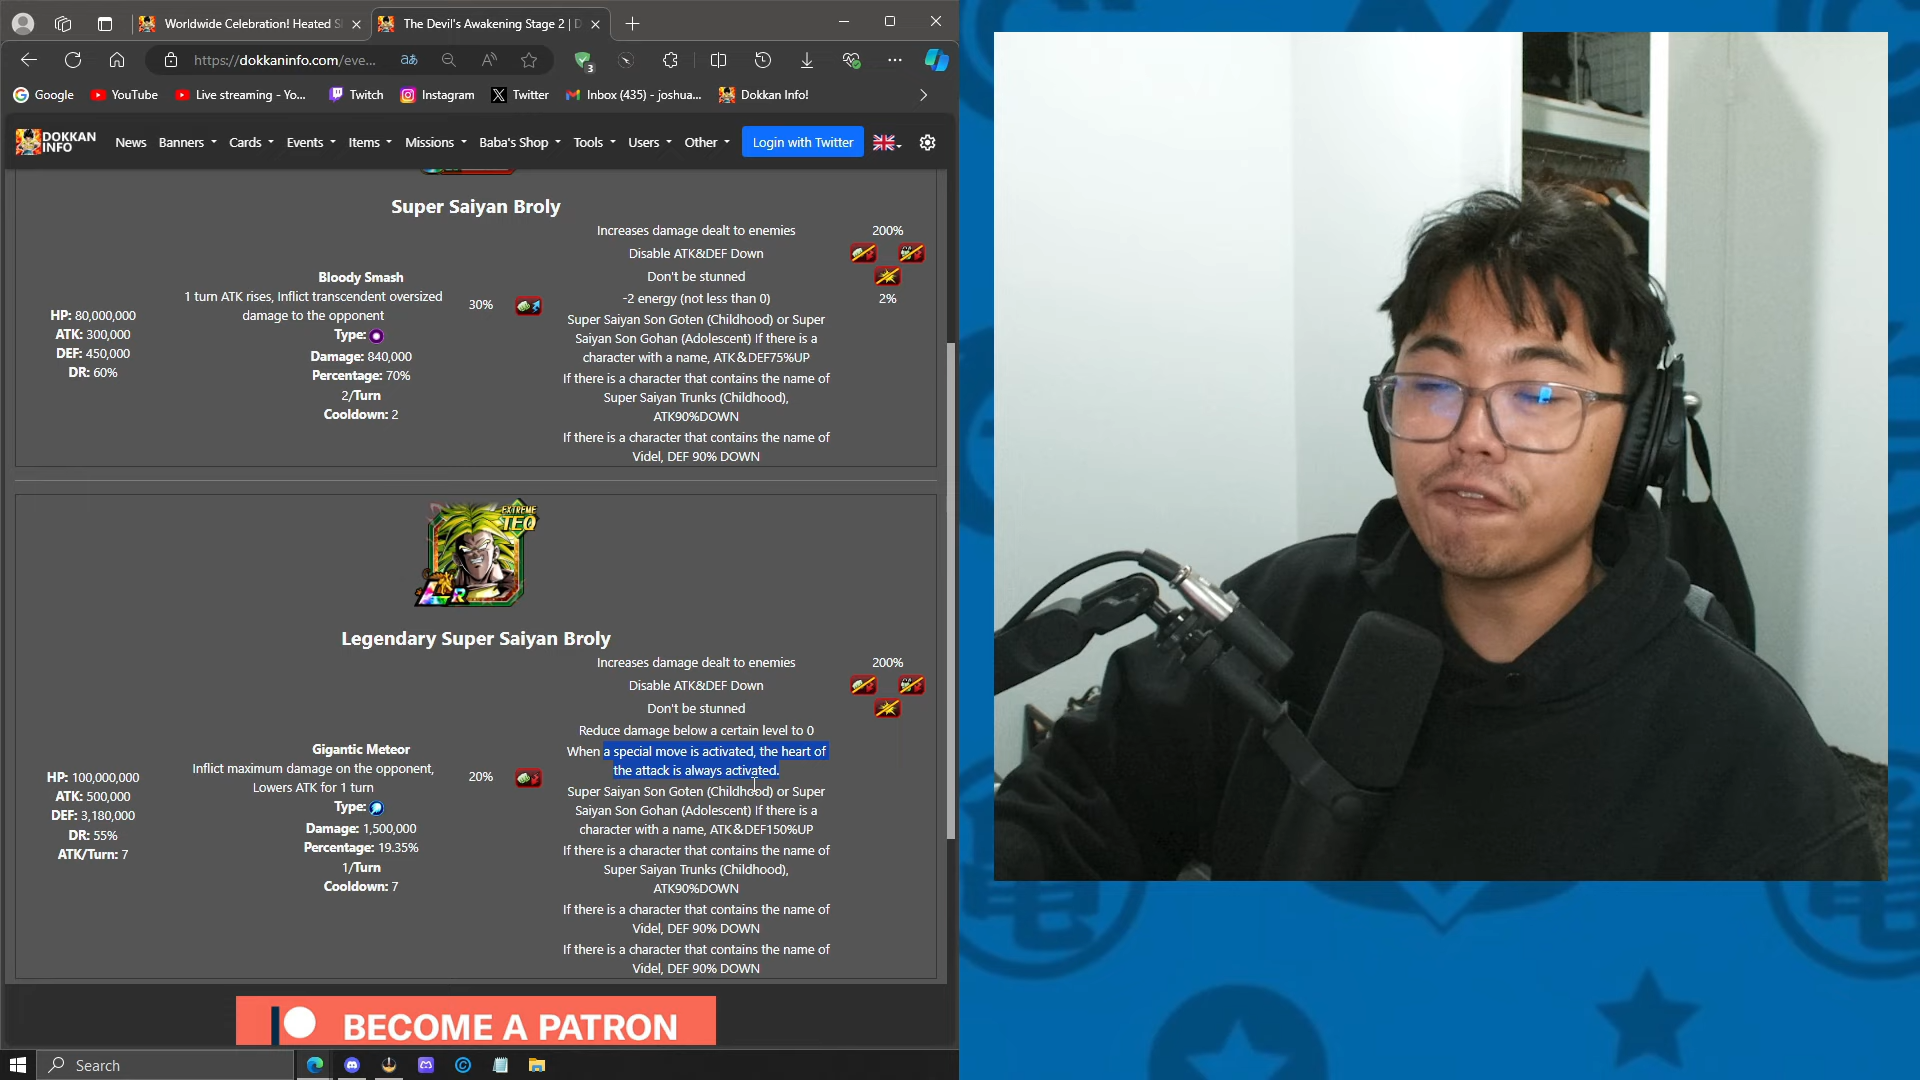 Worldwide Celebration! Heated S
The Devil's Awakening Stage 2 | D
https://dokkaninfo.com/eve...
3
Google
YouTube
Live streaming - Yo...
Twitch
Instagram
Twitter
Inbox (435) - joshua...
Dokkan Info!
DOKKAN
INFO
News
Banners
Cards
Events
Items
Missions
Baba's Shop
Tools
Users
Other
Login with Twitter
Super Saiyan Broly
HP: 80,000,000
ATK: 300,000
DEF: 450,000
DR: 60%
Bloody Smash
1 turn ATK rises, Inflict transcendent oversized
damage to the opponent
Type:
Damage: 840,000
Percentage: 70%
2/Turn
Cooldown: 2
30%
Increases damage dealt to enemies 200%
Disable ATK&DEF Down
Don't be stunned
-2 energy (not less than 0) 2%
Super Saiyan Son Goten (Childhood) or Super
Saiyan Son Gohan (Adolescent) If there is a
character with a name, ATK＆DEF75%UP
If there is a character that contains the name of
Super Saiyan Trunks (Childhood),
ATK90%DOWN
If there is a character that contains the name of
Videl, DEF 90% DOWN
EXTREME
TEQ
LR
Legendary Super Saiyan Broly
HP: 100,000,000
ATK: 500,000
DEF: 3,180,000
DR: 55%
ATK/Turn: 7
Gigantic Meteor
Inflict maximum damage on the opponent,
Lowers ATK for 1 turn
Type:
Damage: 1,500,000
Percentage: 19.35%
1/Turn
Cooldown: 7
20%
Increases damage dealt to enemies 200%
Disable ATK&DEF Down
Don't be stunned
Reduce damage below a certain level to 0
When a special move is activated, the heart of
the attack is always activated.
Super Saiyan Son Goten (Childhood) or Super
Saiyan Son Gohan (Adolescent) If there is a
character with a name, ATK＆DEF150%UP
If there is a character that contains the name of
Super Saiyan Trunks (Childhood),
ATK90%DOWN
If there is a character that contains the name of
Videl, DEF 90% DOWN
If there is a character that contains the name of
Videl, DEF 90% DOWN
BECOME A PATRON
Search